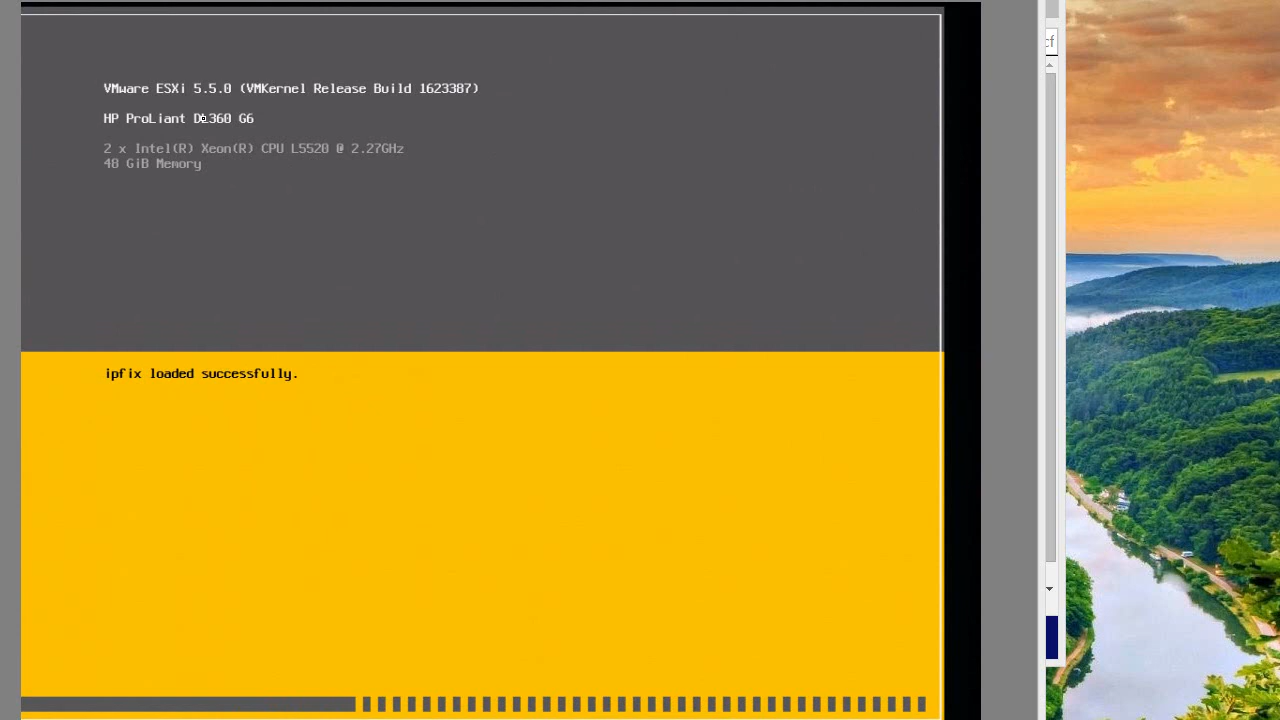 VMware ESXi 5.5.0 (VMKernel Release Build 1623387)
HP ProLiant DL360 G6
2 x Intel(R) Xeon(R) CPU L5520 @ 2.27GHz
48 GiB Memory
cf
ipfix loaded successfully.